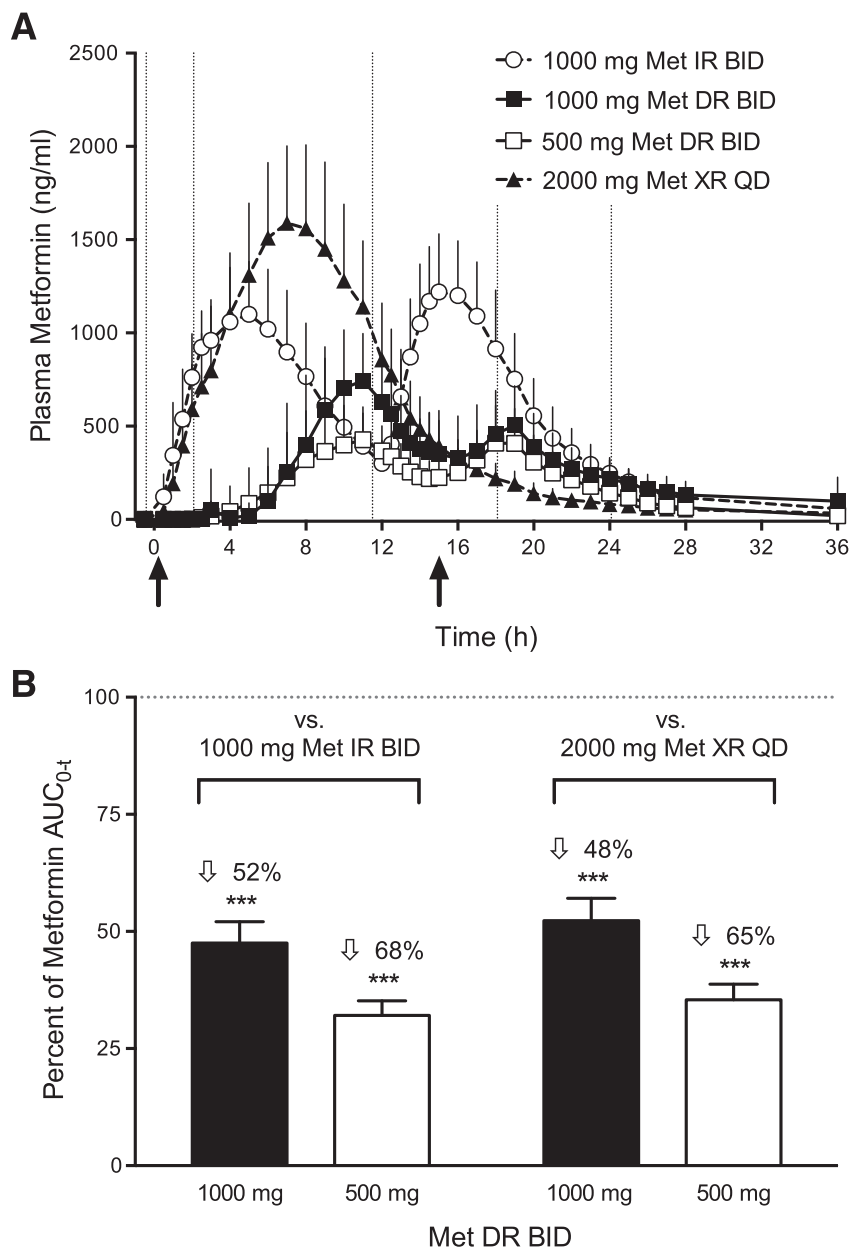 A
2500
2000
1500
1000
500
0
Plasma Metformin (ng/ml)
1000 mg Met IR BID
1000 mg Met DR BID
500 mg Met DR BID
2000 mg Met XR QD
0 4 8 12 16 20 24 28 32 36
Time (h)
B
100
75
50
25
0
Percent of Metformin AUC0-t
vs.
1000 mg Met IR BID
vs.
2000 mg Met XR QD
52%
***
68%
***
48%
***
65%
***
1000 mg 500 mg 1000 mg 500 mg
Met DR BID